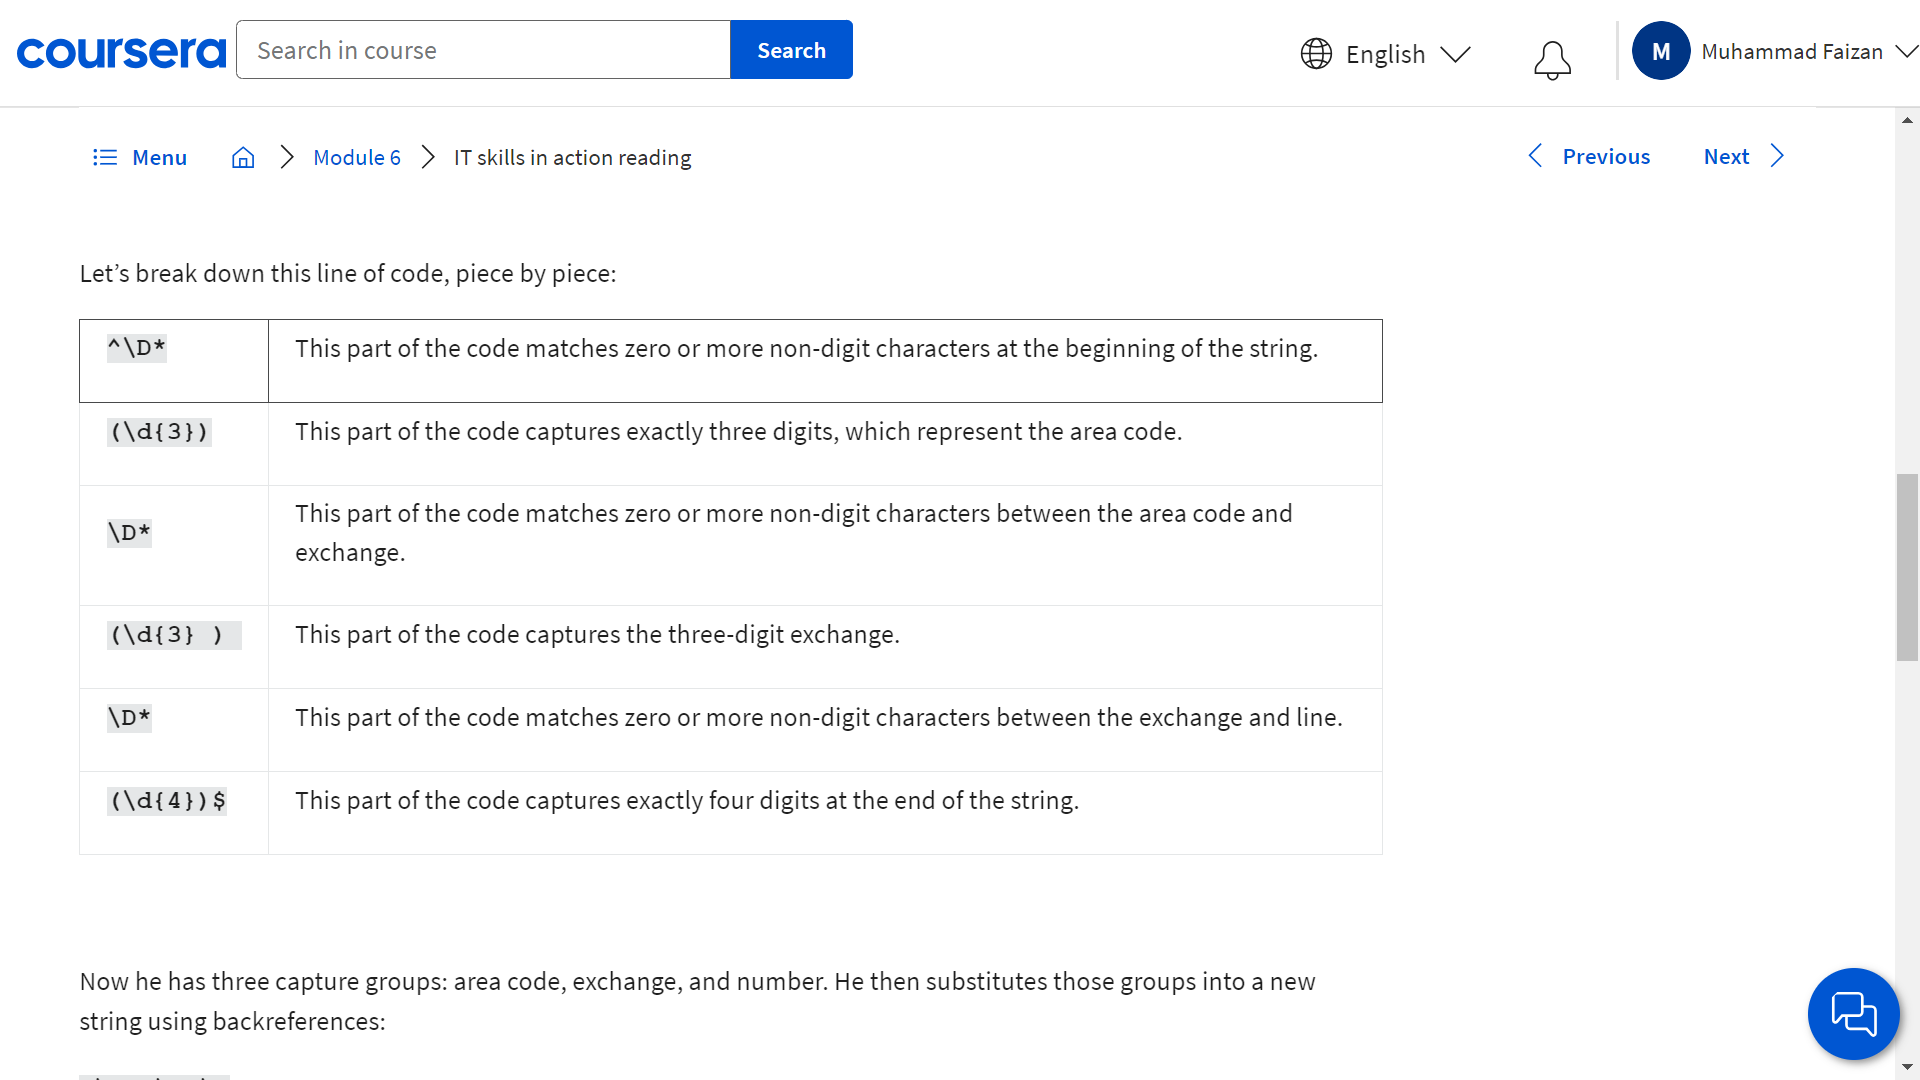 coursera
Search in course
Search
English
M
Muhammad Faizan
Menu
Module 6
IT skills in action reading
Previous
Next
Let’s break down this line of code, piece by piece:
^\D*
This part of the code matches zero or more non-digit characters at the beginning of the string.
(\d{3})
This part of the code captures exactly three digits, which represent the area code.
\D*
This part of the code matches zero or more non-digit characters between the area code and
exchange.
(\d{3} )
This part of the code captures the three-digit exchange.
\D*
This part of the code matches zero or more non-digit characters between the exchange and line.
(\d{4})$
This part of the code captures exactly four digits at the end of the string.
Now he has three capture groups: area code, exchange, and number. He then substitutes those groups into a new
string using backreferences: